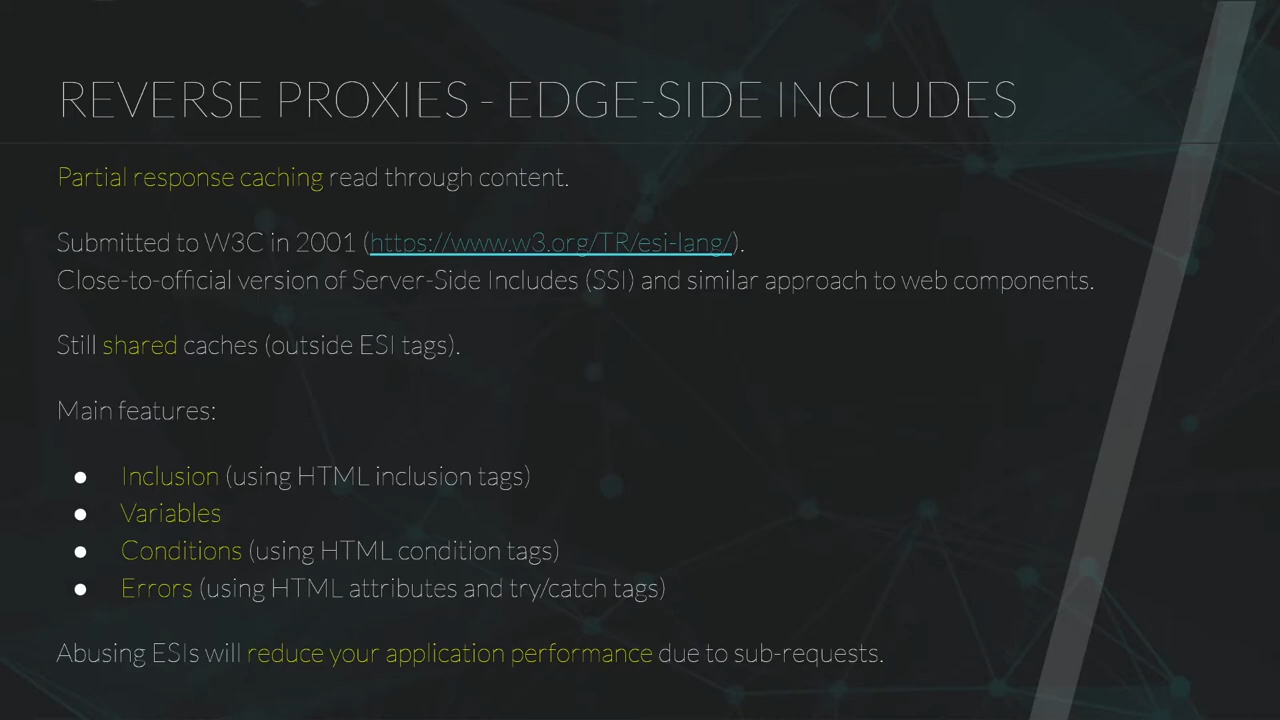 REVERSE PROXIES - EDGE-SIDE INCLUDES
Partial response caching read through content.
Submitted to W3C in 2001 (https://www.w3.org/TR/esi-lang/).
Close-to-official version of Server-Side Includes (SSI) and similar approach to web components.
Still shared caches (outside ESI tags).
Main features:
● Inclusion (using HTML inclusion tags)
● Variables
● Conditions (using HTML condition tags)
● Errors (using HTML attributes and try/catch tags)
Abusing ESIs will reduce your application performance due to sub-requests.